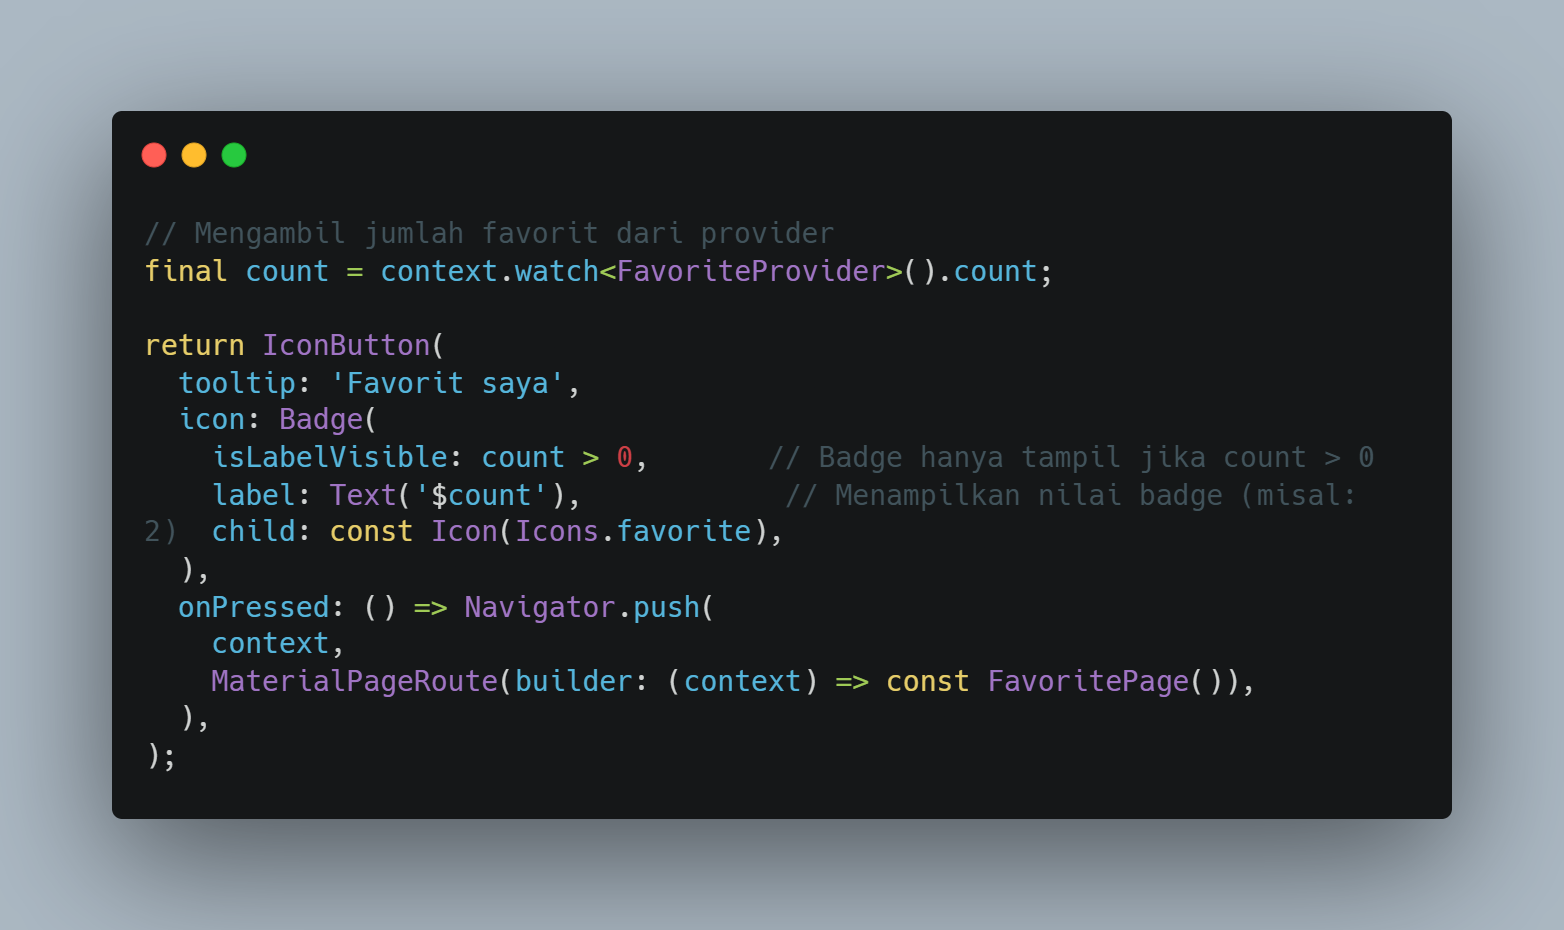 // Mengambil jumlah favorit dari provider
final count = context.watch<FavoriteProvider>().count;

return IconButton(
  tooltip: 'Favorit saya',
  icon: Badge(
    isLabelVisible: count > 0,       // Badge hanya tampil jika count > 0
    label: Text('$count'),            // Menampilkan nilai badge (misal:
2)  child: const Icon(Icons.favorite),
  ),
  onPressed: () => Navigator.push(
    context,
    MaterialPageRoute(builder: (context) => const FavoritePage()),
  ),
);